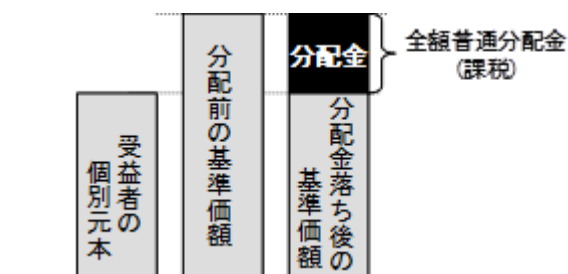 分配金
全額普通分配金
(課税)
分配前の基準価額
受益者の
個別元本
分配金落ち後の
基準価額